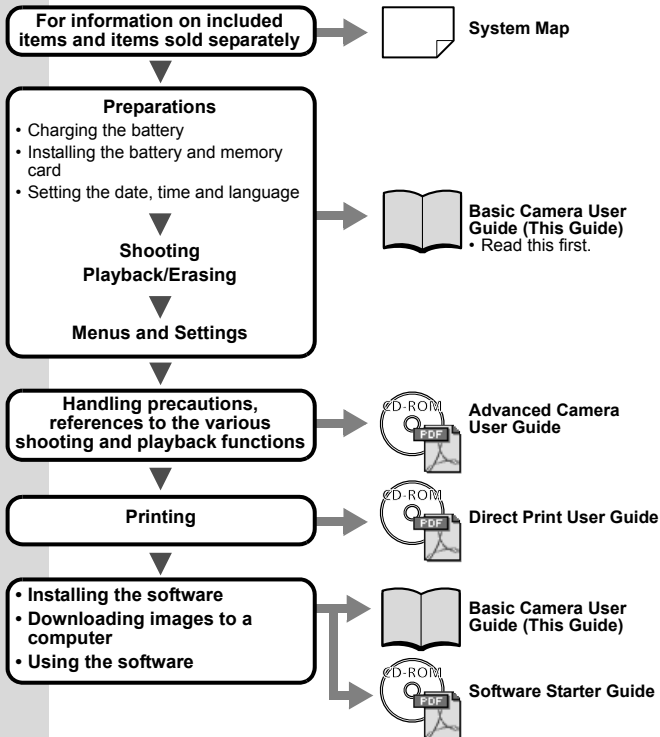 For information on included
items and items sold separately
System Map
Preparations
• Charging the battery
• Installing the battery and memory
card
• Setting the date, time and language
Shooting
Playback/Erasing
Menus and Settings
Basic Camera User
Guide (This Guide)
• Read this first.
Handling precautions,
references to the various
shooting and playback functions
CD-ROM
PDF
Advanced Camera
User Guide
Printing
CD-ROM
PDF
Direct Print User Guide
• Installing the software
• Downloading images to a
computer
• Using the software
Basic Camera User
Guide (This Guide)
CD-ROM
PDF
Software Starter Guide